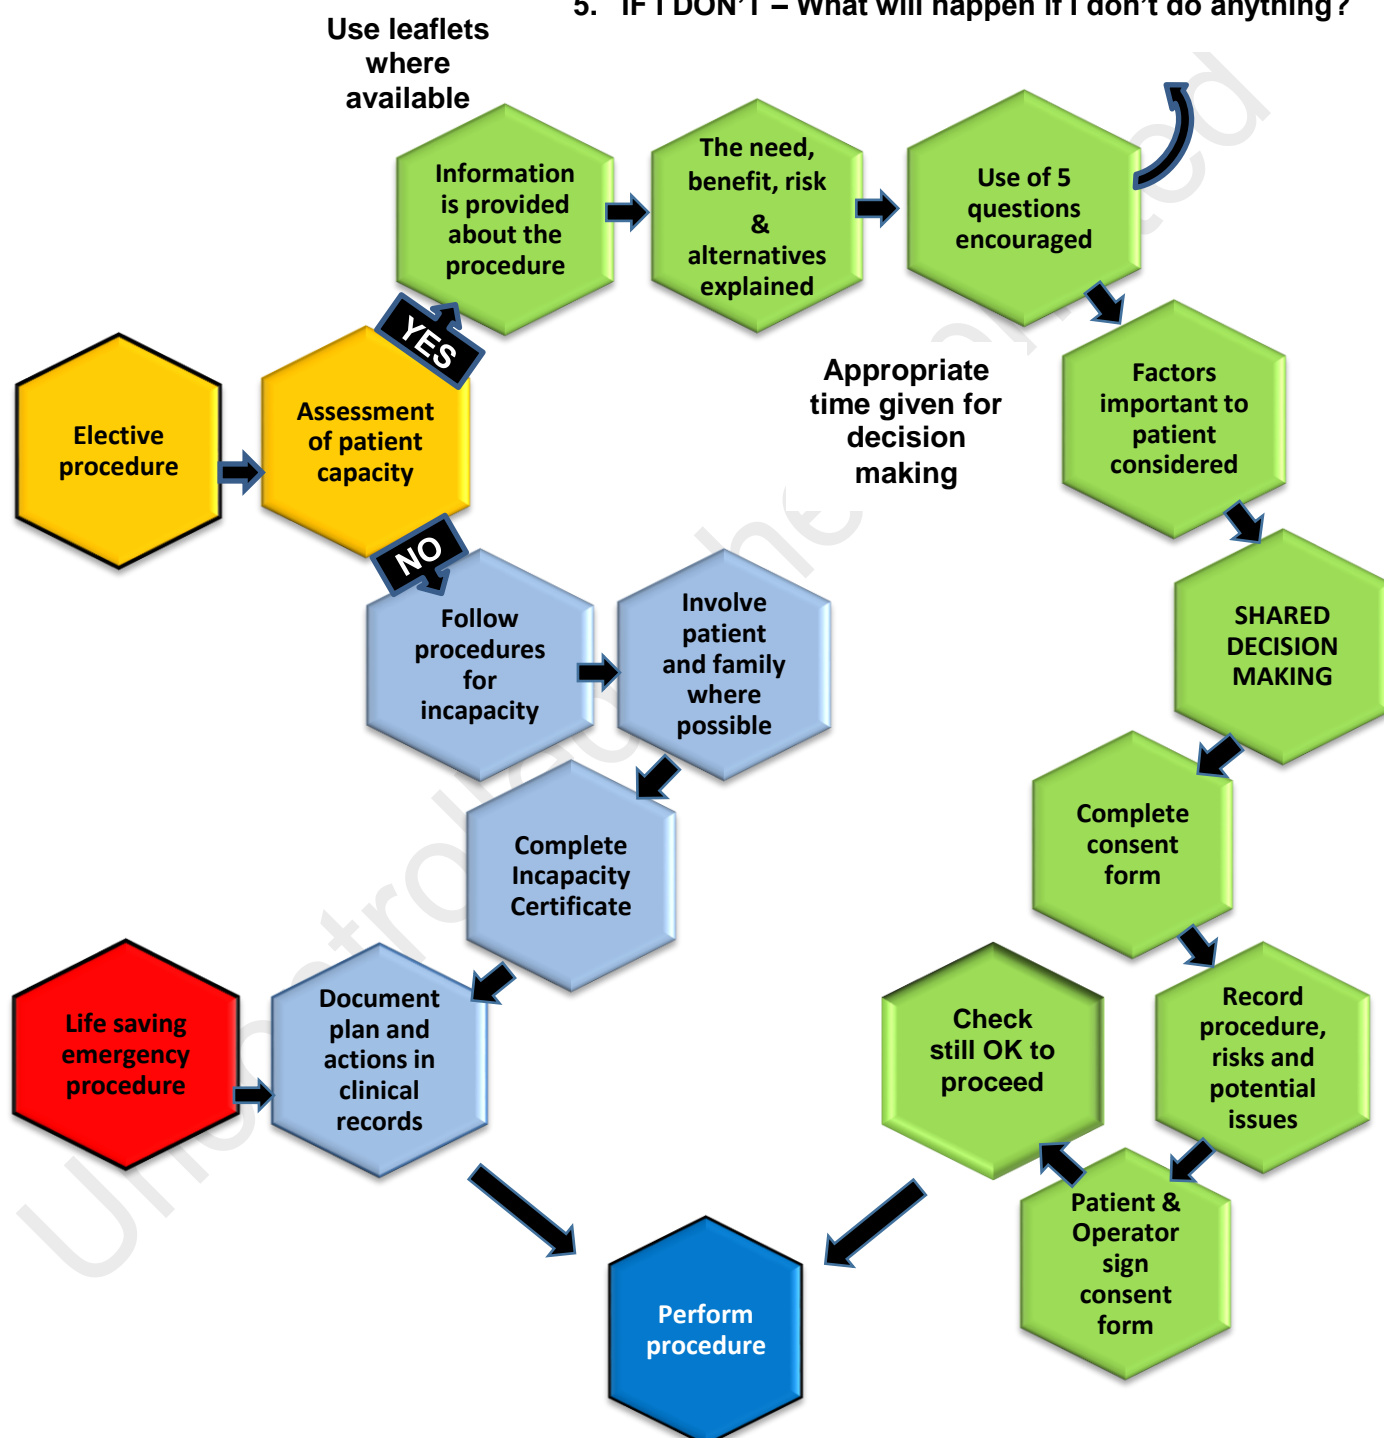 5. IF I DON'T – What will happen if I don't do anything?
Use leaflets
where
available
Information
is provided
about the
procedure
The need,
benefit, risk
&
alternatives
explained
Use of 5
questions
encouraged
YES
Elective
procedure
Assessment
of patient
capacity
Appropriate
time given for
decision
making
Factors
important to
patient
considered
NO
Follow
procedures
for
incapacity
Involve
patient
and family
where
possible
SHARED
DECISION
MAKING
Complete
Incapacity
Certificate
Complete
consent
form
Life saving
emergency
procedure
Document
plan and
actions in
clinical
records
Check
still OK to
proceed
Record
procedure,
risks and
potential
issues
Patient &
Operator
sign
consent
form
Perform
procedure